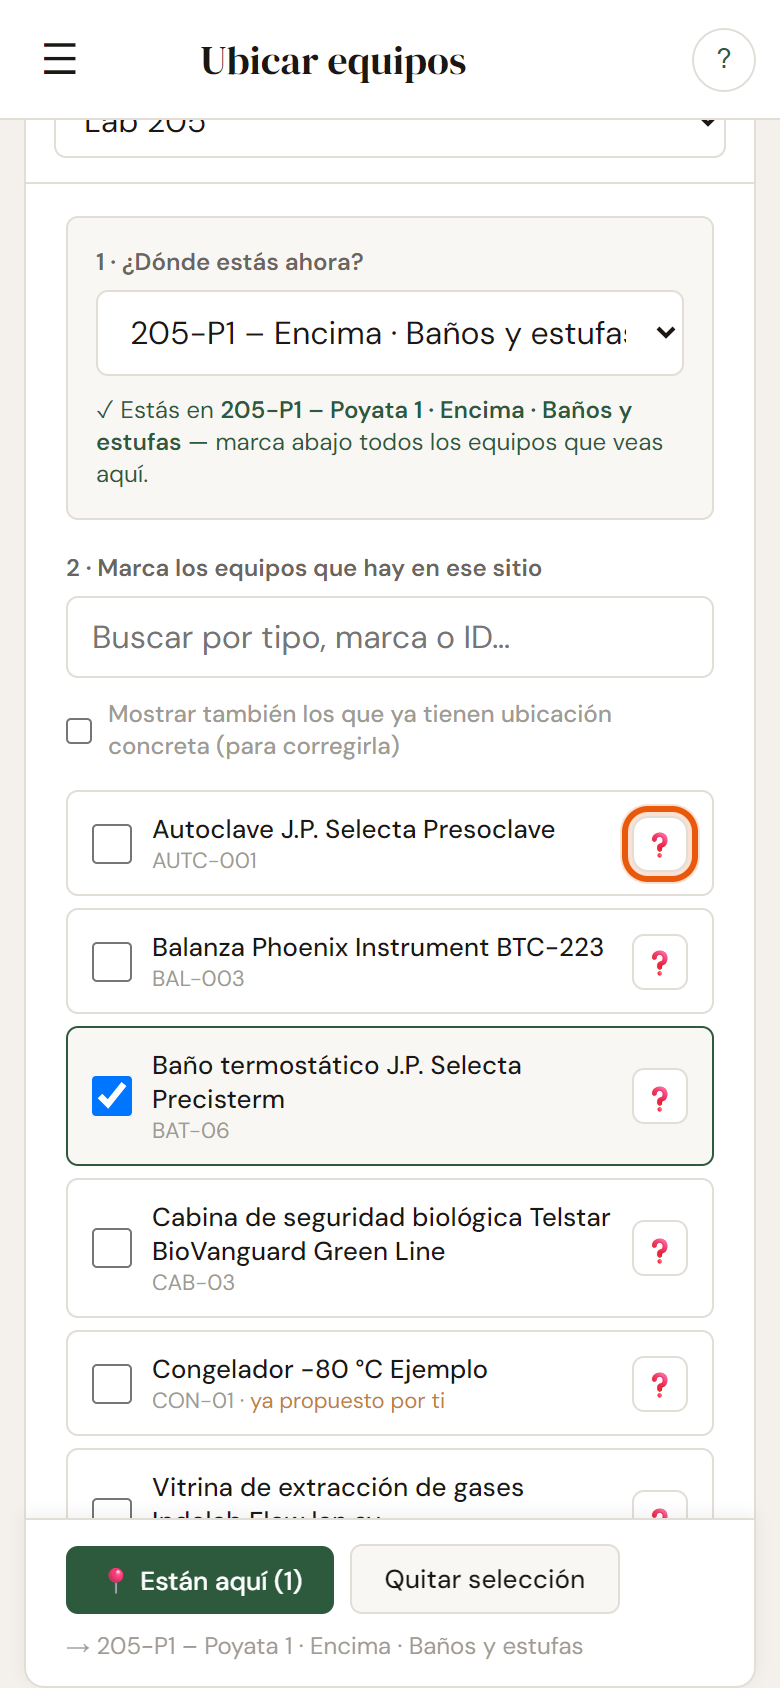 ☰ Ubicar equipos ?
Lab 205
1 · ¿Dónde estás ahora?
205-P1 – Encima · Baños y estufas
✓ Estás en 205-P1 – Poyata 1 · Encima · Baños y
estufas — marca abajo todos los equipos que veas
aquí.
2 · Marca los equipos que hay en ese sitio
Buscar por tipo, marca o ID...
Mostrar también los que ya tienen ubicación
concreta (para corregirla)
Autoclave J.P. Selecta Presoclave
AUTC-001
❓
Balanza Phoenix Instrument BTC-223
BAL-003
❓
Baño termostático J.P. Selecta
Precisterm
BAT-06
❓
Cabina de seguridad biológica Telstar
BioVanguard Green Line
CAB-03
❓
Congelador -80 °C Ejemplo
CON-01 · ya propuesto por ti
❓
Vitrina de extracción de gases
❓
📍 Están aquí (1)
Quitar selección
→ 205-P1 – Poyata 1 · Encima · Baños y estufas